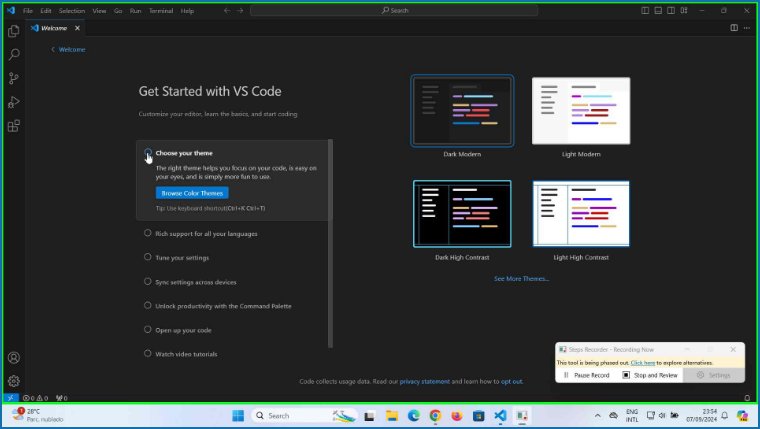 File Edit Selection View Go Run Terminal Help
Search
Welcome
Welcome
Get Started with VS Code
Customize your editor, learn the basics, and start coding
Choose your theme
The right theme helps you focus on your code, is easy on
your eyes, and is simply more fun to use.
Browse Color Themes
Tip: Use keyboard shortcut(Ctrl+K Ctrl+T)
Rich support for all your languages
Tune your settings
Sync settings across devices
Unlock productivity with the Command Palette
Open up your code
Watch video tutorials
Dark Modern
Light Modern
Dark High Contrast
Light High Contrast
See More Themes...
Steps Recorder - Recording Now
This tool is being phased out. Click here to explore alternatives.
Pause Record Stop and Review Settings
Code collects usage data. Read our privacy statement and learn how to opt out.
0 0 0
1
28°C
Parc. nublado
Search
ENG
INTL
23:54
07/09/2024